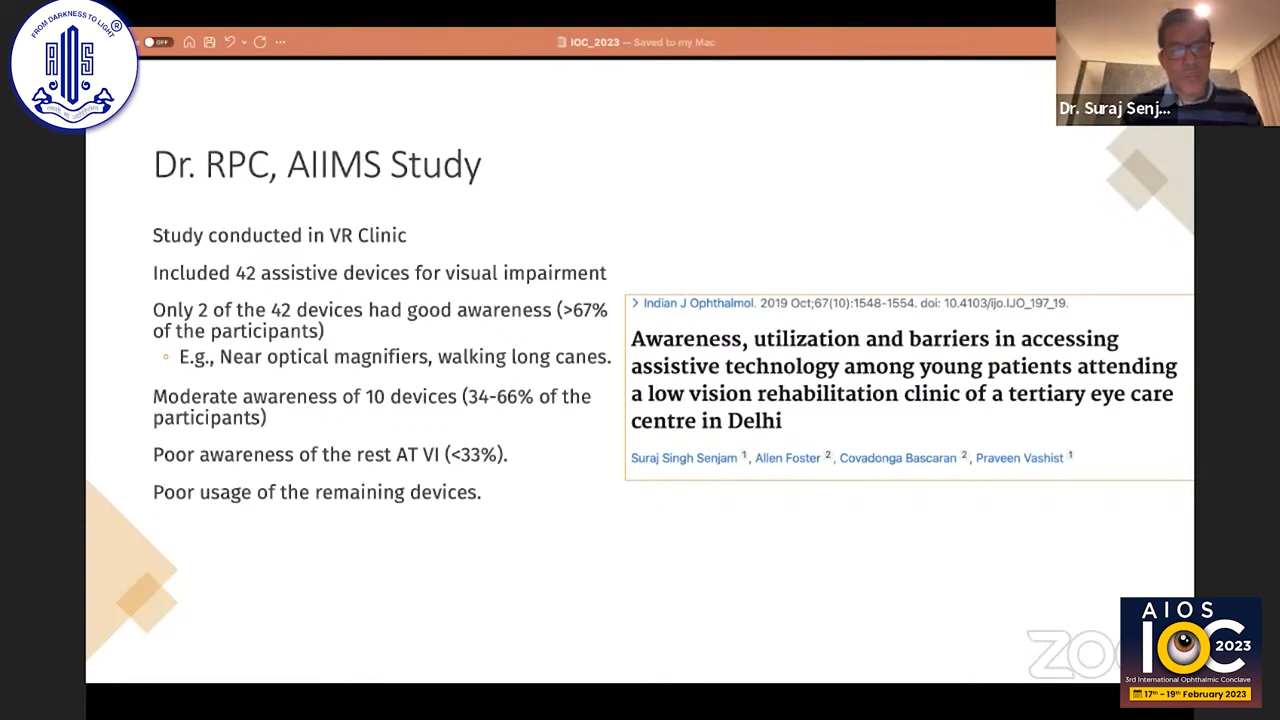 FROM DARKNESS TO LIGHT
®
AIOS
OFF
IOC_2023 — Saved to my Mac
Dr. Suraj Senj...
Dr. RPC, AIIMS Study
Study conducted in VR Clinic
Included 42 assistive devices for visual impairment
Only 2 of the 42 devices had good awareness (>67%
of the participants)
E.g., Near optical magnifiers, walking long canes.
Moderate awareness of 10 devices (34-66% of the
participants)
Poor awareness of the rest AT VI (<33%).
Poor usage of the remaining devices.
Indian J Ophthalmol. 2019 Oct;67(10):1548-1554. doi: 10.4103/ijo.IJO_197_19.
Awareness, utilization and barriers in accessing
assistive technology among young patients attending
a low vision rehabilitation clinic of a tertiary eye care
centre in Delhi
Suraj Singh Senjam 1, Allen Foster 2, Covadonga Bascaran 2, Praveen Vashist 1
AIOS
IOC 2023
3rd International Ophthalmic Conclave
17th - 19th February 2023